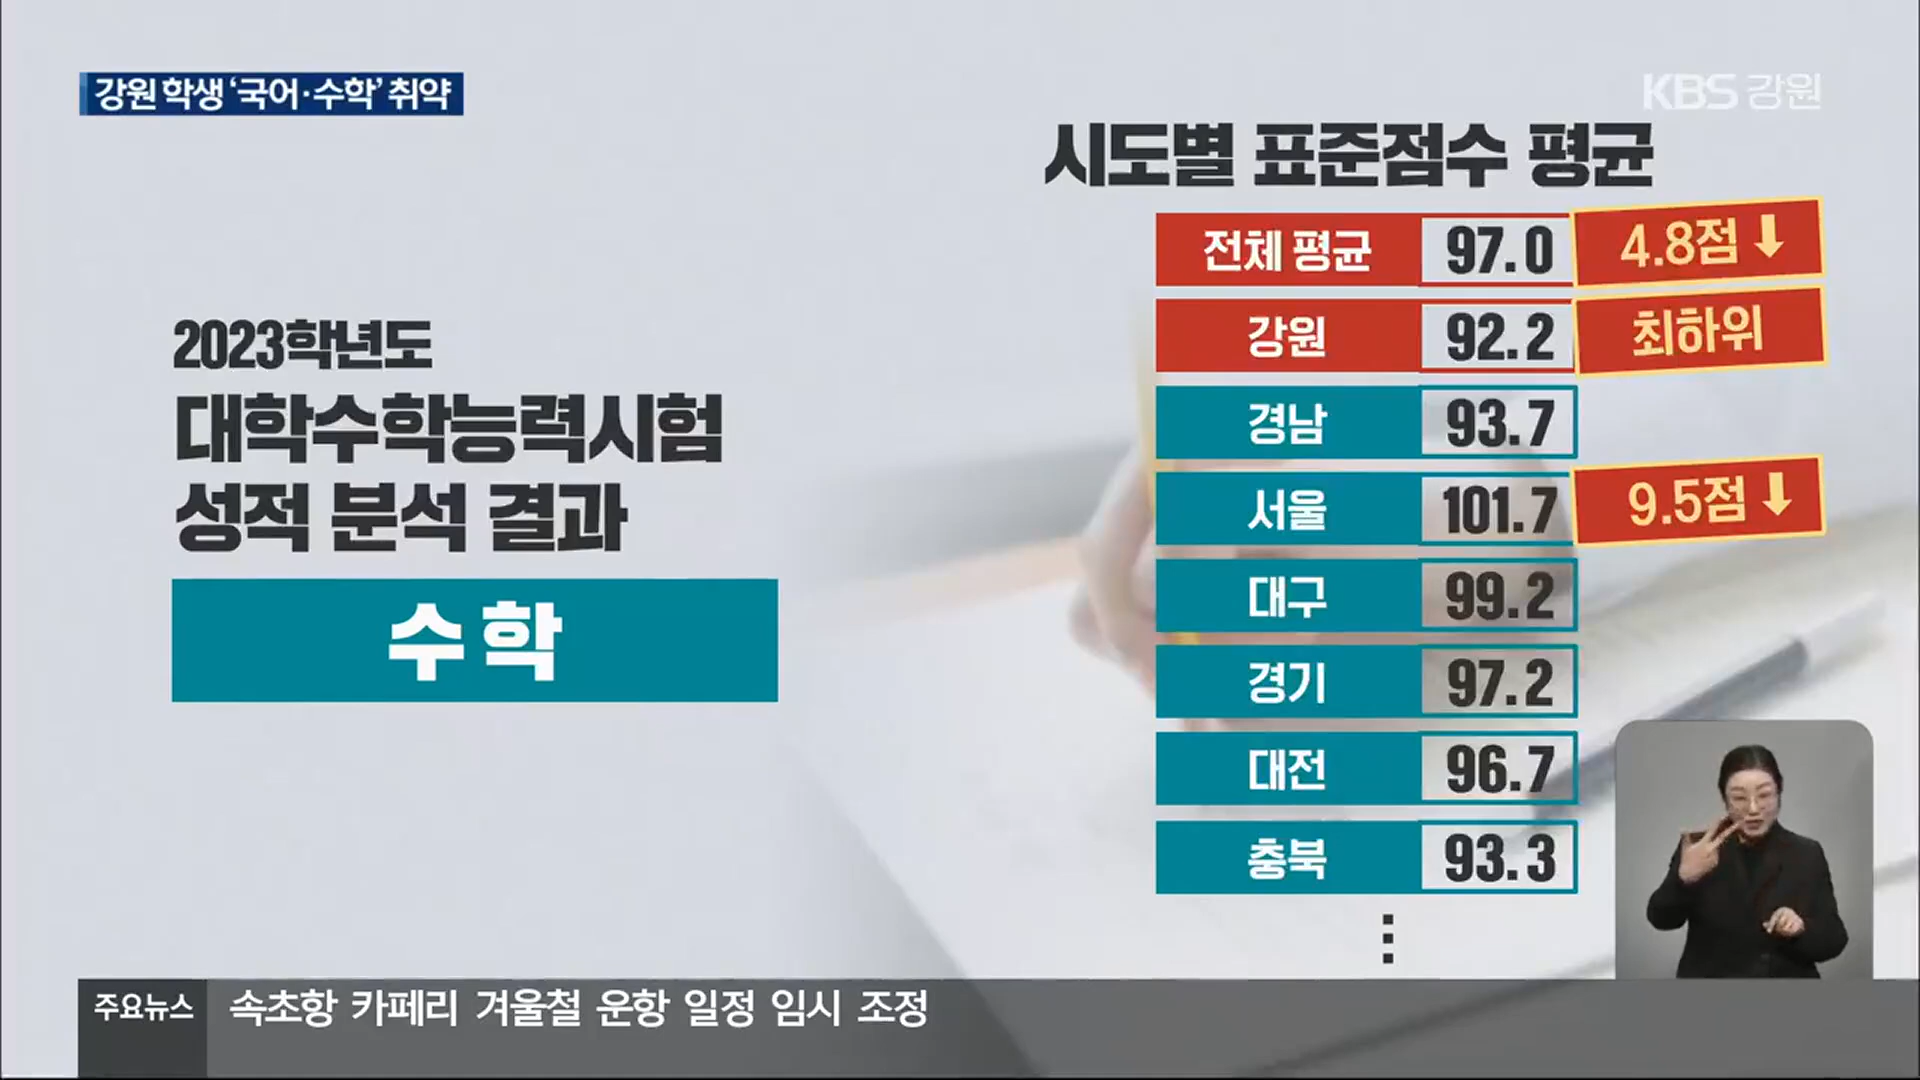 강원 학생 ‘국어·수학’ 취약
KBS 강원
시도별 표준점수 평균
전체 평균 97.0 4.8점 ↓
강원 92.2 최하위
경남 93.7
서울 101.7 9.5점 ↓
대구 99.2
경기 97.2
대전 96.7
충북 93.3
⋮
2023학년도
대학수학능력시험
성적 분석 결과
수학
주요뉴스 속초항 카페리 겨울철 운항 일정 임시 조정